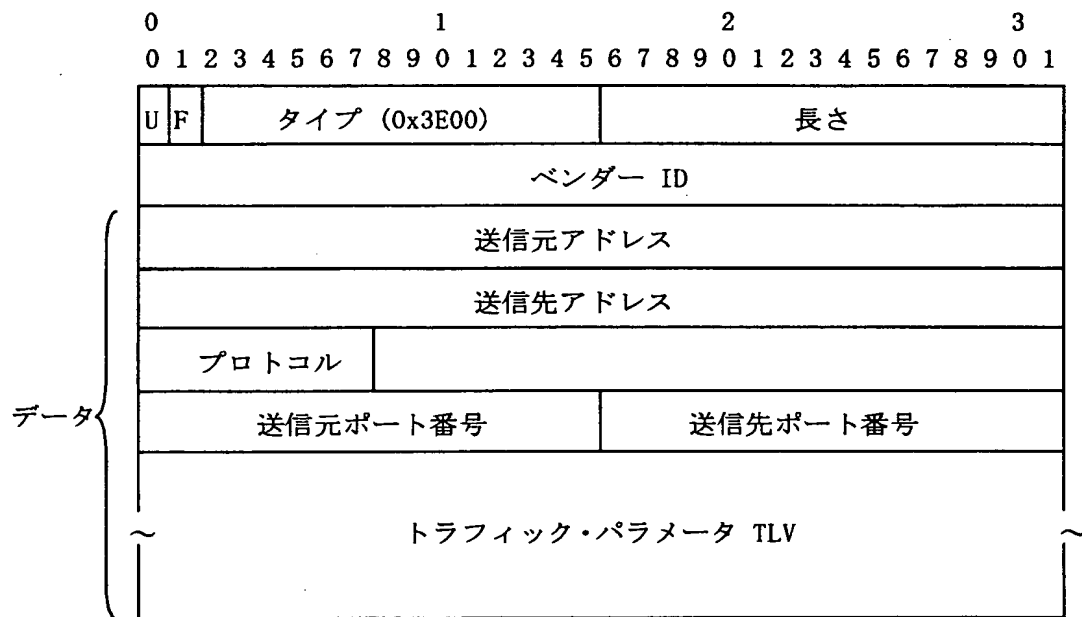 0 1 2 3
0 1 2 3 4 5 6 7 8 9 0 1 2 3 4 5 6 7 8 9 0 1 2 3 4 5 6 7 8 9 0 1
U F タイプ (0x3E00) 長さ
ベンダー ID
送信元アドレス
送信先アドレス
プロトコル
データ 送信元ポート番号 送信先ポート番号
~ トラフィック・パラメータ TLV ~